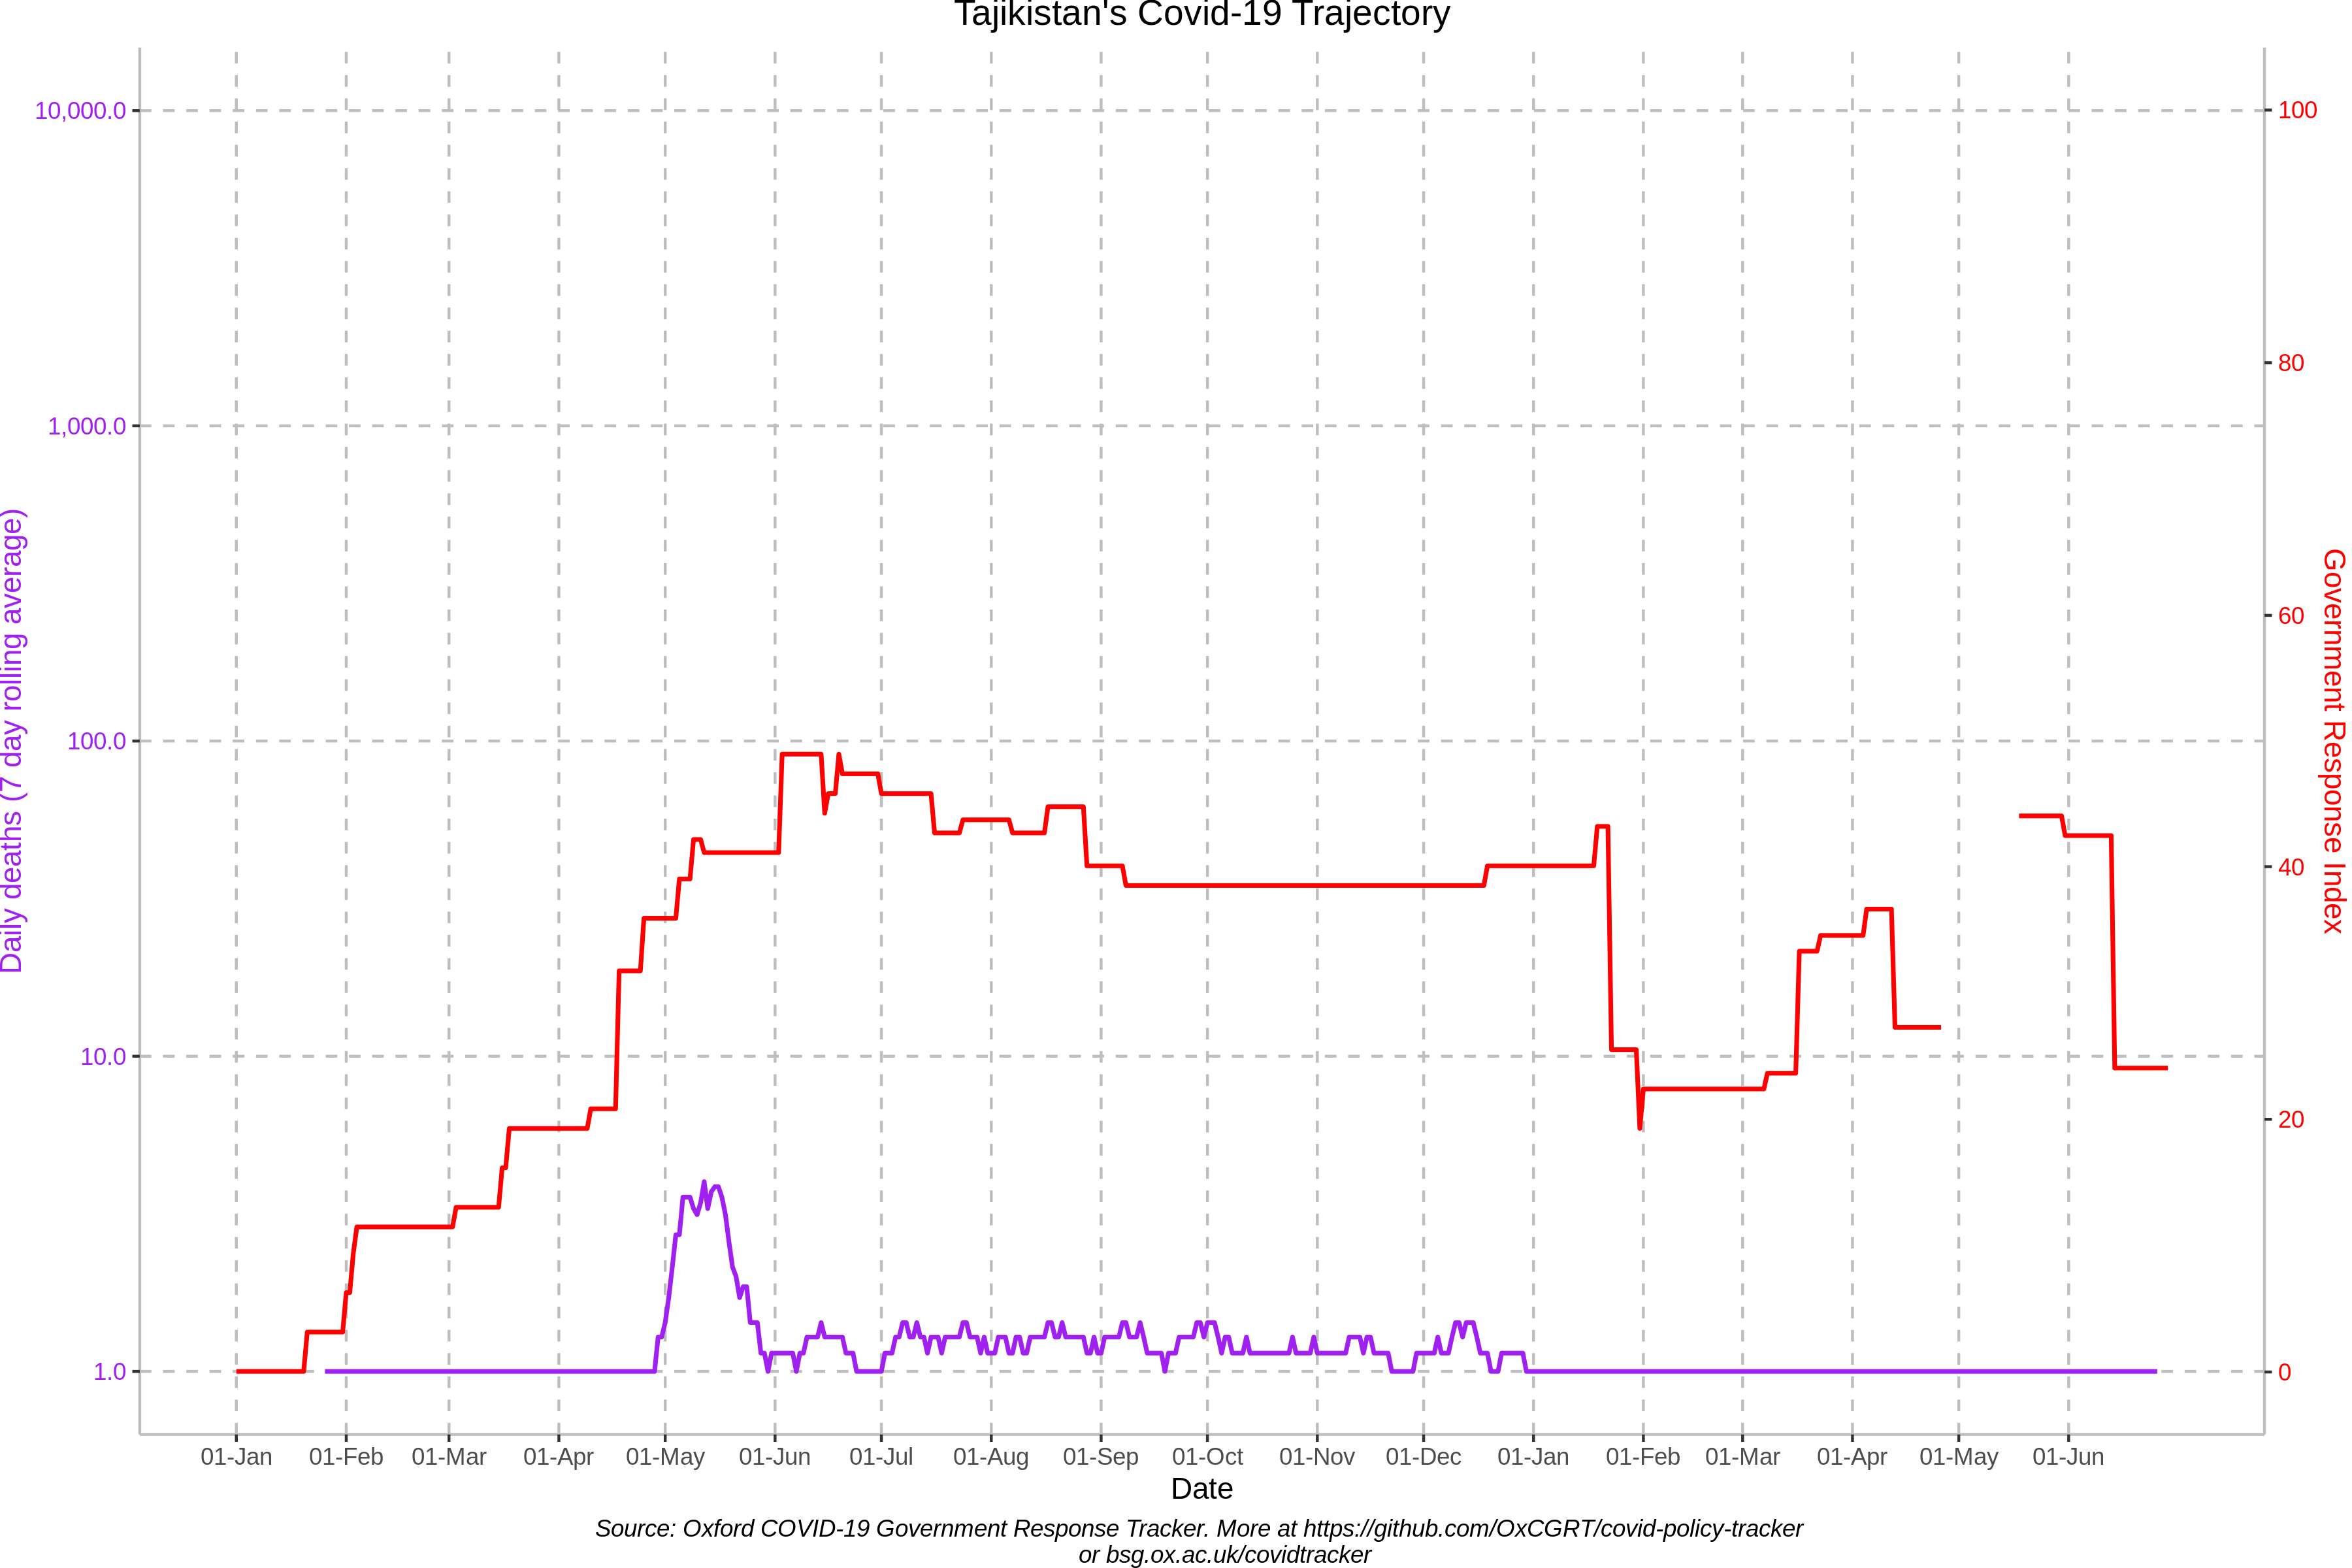 Tajikistan's Covid-19 Trajectory
10,000.0
1,000.0
100.0
10.0
1.0
Daily deaths (7 day rolling average)
100
80
60
40
20
0
Government Response Index
01-Jan 01-Feb 01-Mar 01-Apr 01-May 01-Jun 01-Jul 01-Aug 01-Sep 01-Oct 01-Nov 01-Dec 01-Jan 01-Feb 01-Mar 01-Apr 01-May 01-Jun
Date
Source: Oxford COVID-19 Government Response Tracker. More at https://github.com/OxCGRT/covid-policy-tracker
or bsg.ox.ac.uk/covidtracker